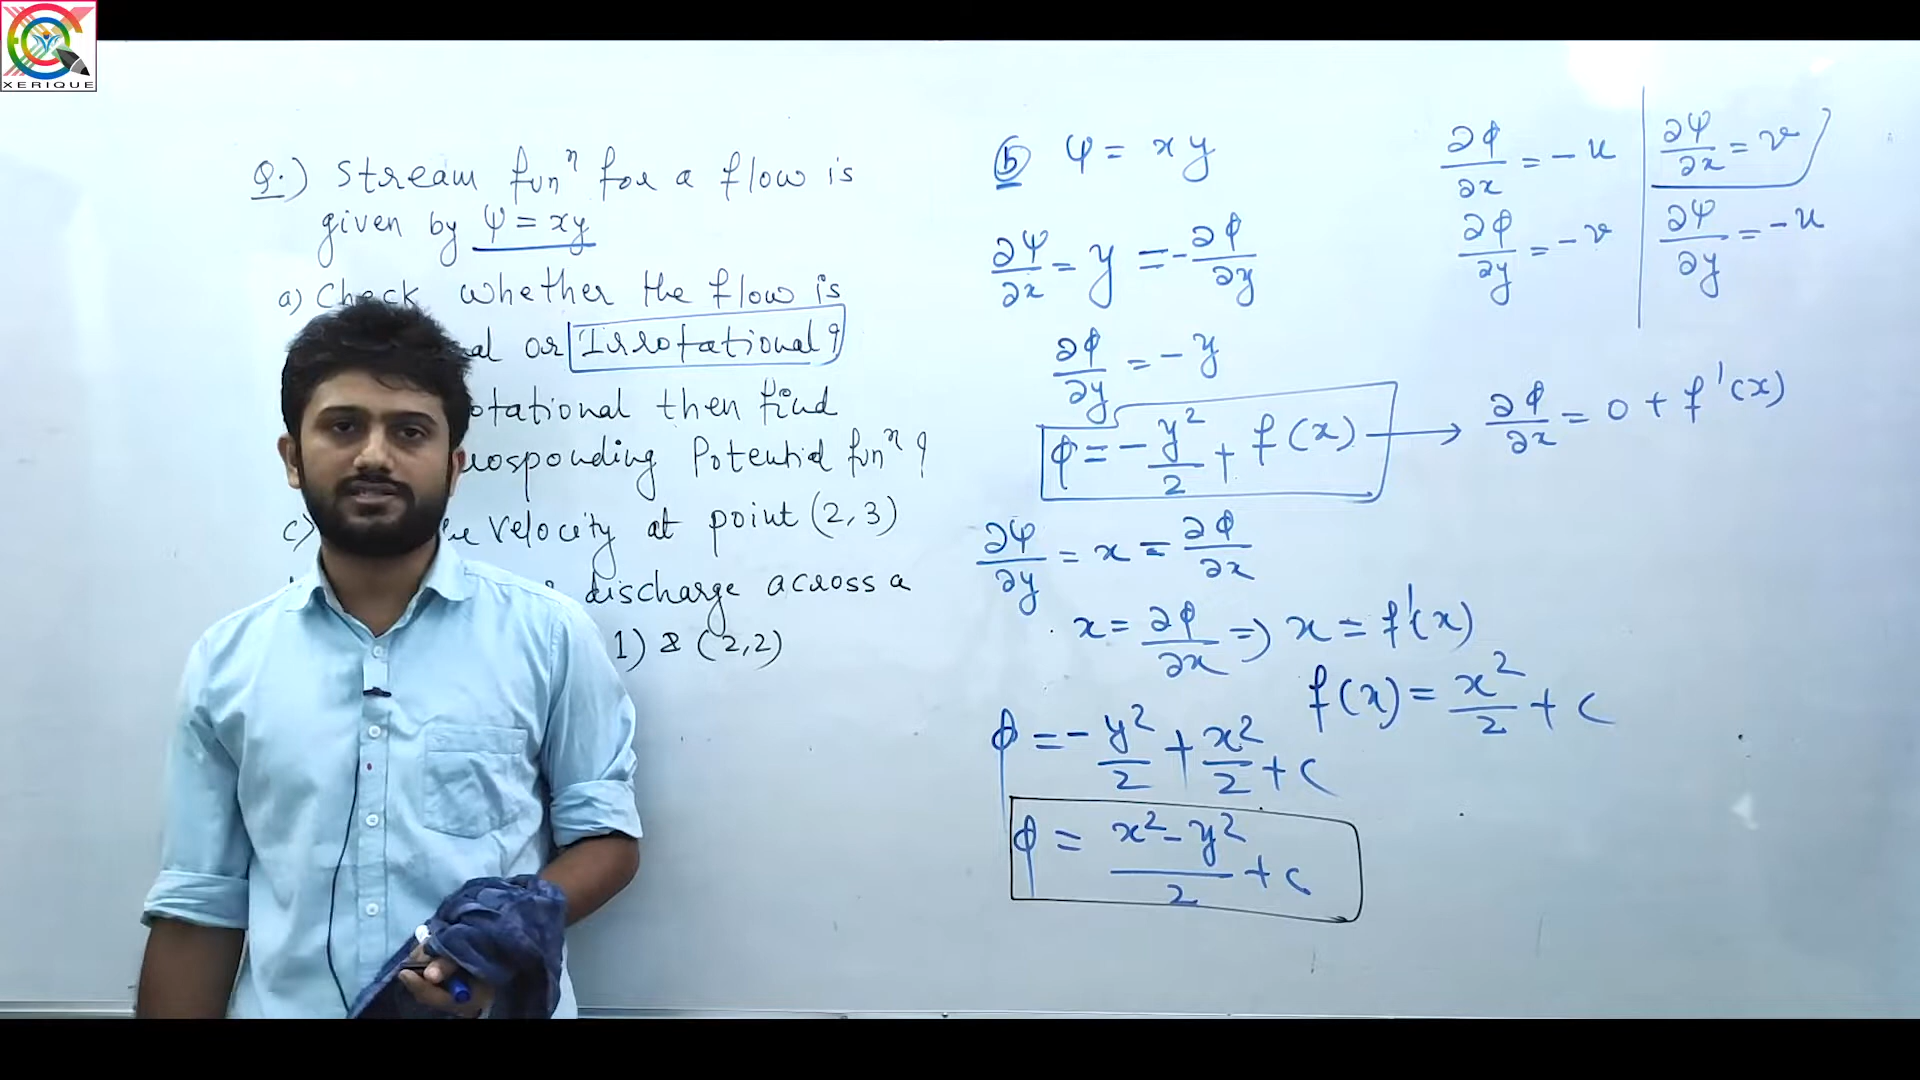 XERIQUE
Q.) Stream funⁿ for a flow is
given by ψ = xy
a) Check whether the flow is
al or Irrotational ?
otational then find
rosponding Potential funⁿ ?
c) velocity at point (2, 3)
discharge across a
1) & (2,2)
(b) ψ = xy
∂ψ/∂x = y = -∂ϕ/∂y
∂ϕ/∂y = -y
ϕ = -y²/2 + f(x) → ∂ϕ/∂x = 0 + f'(x)
∂ψ/∂y = x = ∂ϕ/∂x
x = ∂ϕ/∂x ⇒ x = f'(x)
f(x) = x²/2 + c
ϕ = -y²/2 + x²/2 + c
ϕ = x²-y²/2 + c
∂ϕ/∂x = -u | ∂ψ/∂x = v
∂ϕ/∂y = -v | ∂ψ/∂y = -u